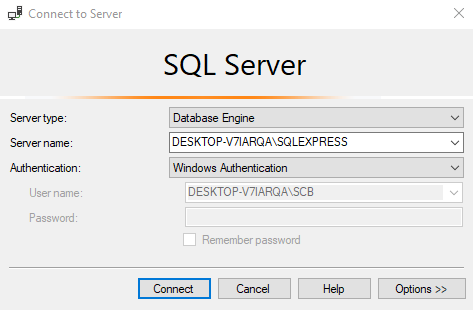 Connect to Server
SQL Server
Server type: Database Engine
Server name: DESKTOP-V7IARQA\SQLEXPRESS
Authentication: Windows Authentication
User name: DESKTOP-V7IARQA\SCB
Password:
Remember password
Connect Cancel Help Options >>